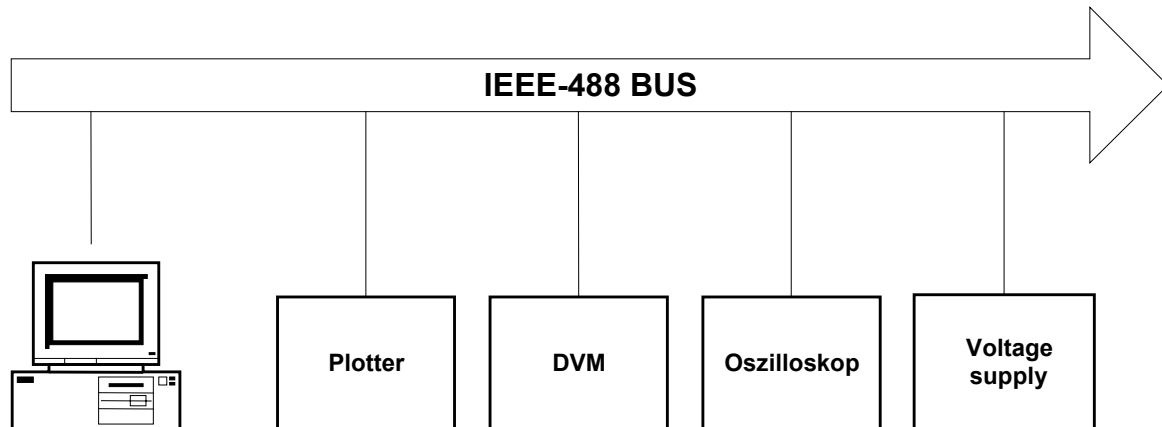 IEEE-488 BUS
Plotter
DVM
Oszilloskop
Voltage
supply